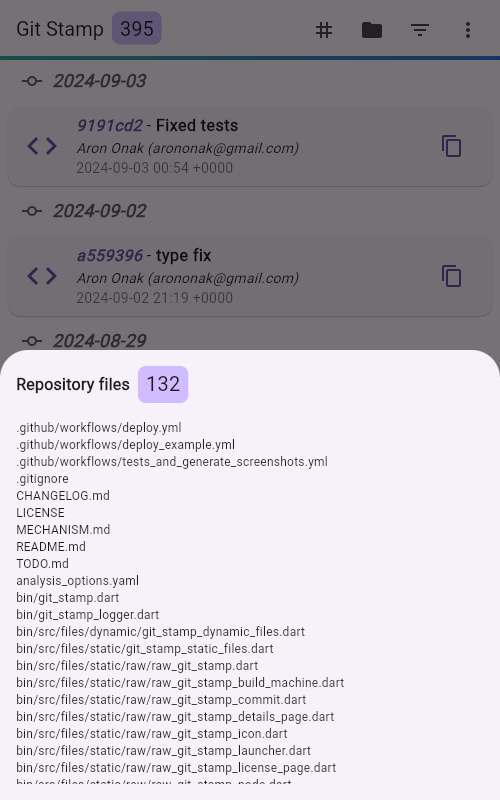 Git Stamp 395
2024-09-03
9191cd2 - Fixed tests
Aron Onak (arononak@gmail.com)
2024-09-03 00:54 +0000
2024-09-02
a559396 - type fix
Aron Onak (arononak@gmail.com)
2024-09-02 21:19 +0000
2024-08-29
Repository files 132
.github/workflows/deploy.yml
.github/workflows/deploy_example.yml
.github/workflows/tests_and_generate_screenshots.yml
.gitignore
CHANGELOG.md
LICENSE
MECHANISM.md
README.md
TODO.md
analysis_options.yaml
bin/git_stamp.dart
bin/git_stamp_logger.dart
bin/src/files/dynamic/git_stamp_dynamic_files.dart
bin/src/files/static/git_stamp_static_files.dart
bin/src/files/static/raw/raw_git_stamp.dart
bin/src/files/static/raw/raw_git_stamp_build_machine.dart
bin/src/files/static/raw/raw_git_stamp_commit.dart
bin/src/files/static/raw/raw_git_stamp_details_page.dart
bin/src/files/static/raw/raw_git_stamp_icon.dart
bin/src/files/static/raw/raw_git_stamp_launcher.dart
bin/src/files/static/raw/raw_git_stamp_license_page.dart
bin/src/files/static/raw/raw_git_stamp_node.dart